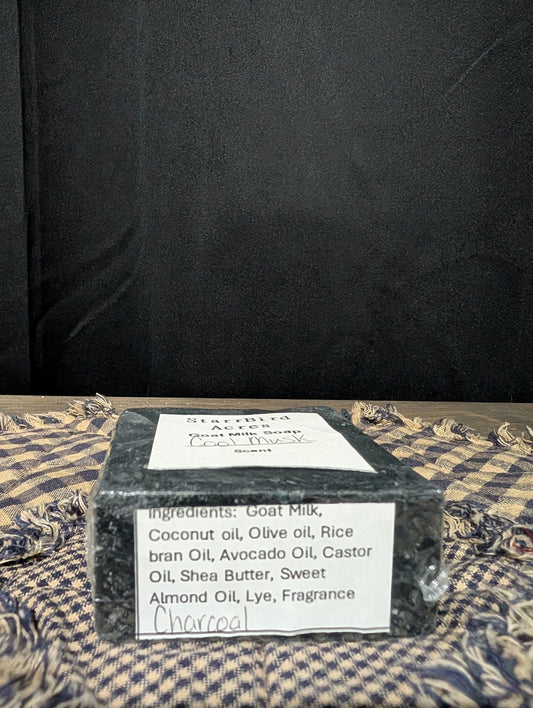 StarrBird
Acres
Goat Milk Soap
Cool Musk
Scent
Ingredients: Goat Milk,
Coconut oil, Olive oil, Rice
bran Oil, Avocado Oil, Castor
Oil, Shea Butter, Sweet
Almond Oil, Lye, Fragrance
Charcoal